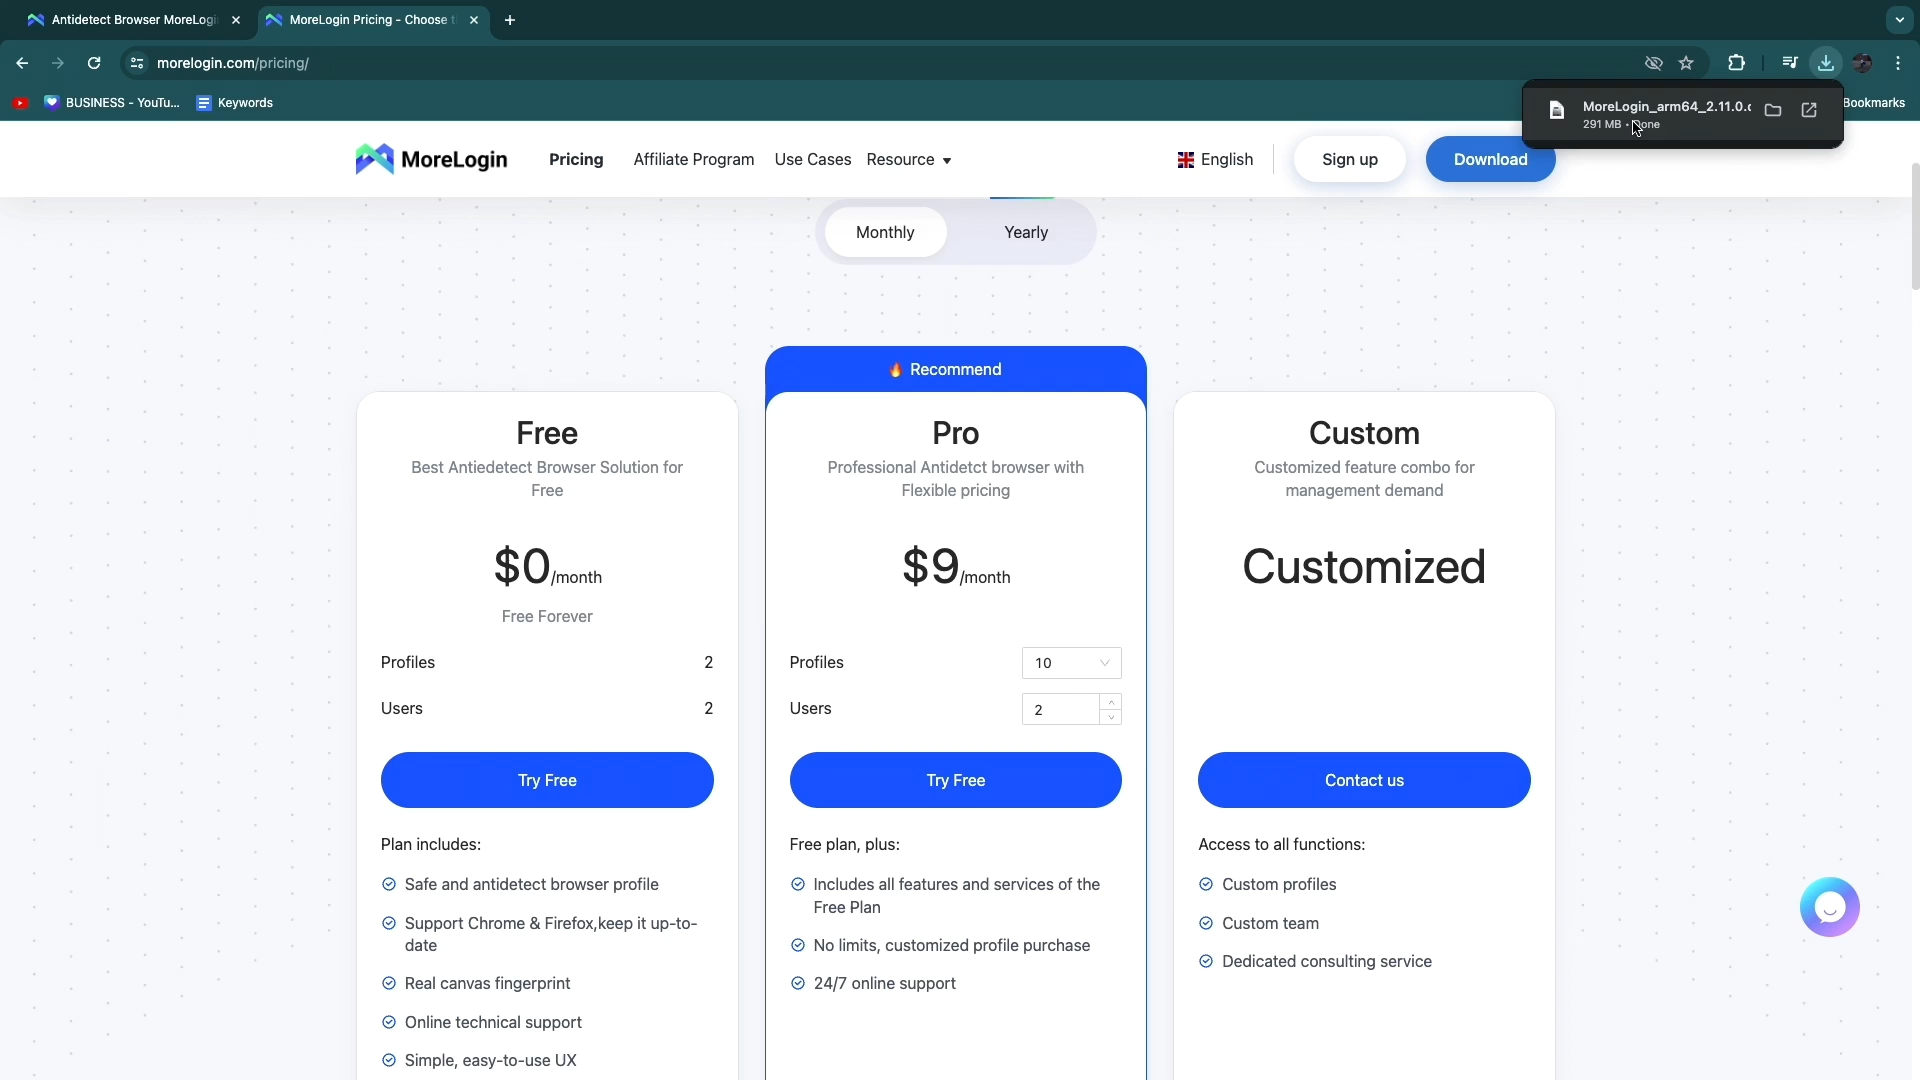 Antidetect Browser MoreLogi
MoreLogin Pricing - Choose t
morelogin.com/pricing/
BUSINESS - YouTu...
Keywords
Bookmarks
MoreLogin_arm64_2.11.0.
291 MB • Done
MoreLogin
Pricing
Affiliate Program
Use Cases
Resource
English
Sign up
Download
Monthly
Yearly
🔥 Recommend
Free
Best Antiedetect Browser Solution for
Free
$0/month
Free Forever
Profiles 2
Users 2
Try Free
Plan includes:
Safe and antidetect browser profile
Support Chrome & Firefox,keep it up-to-
date
Real canvas fingerprint
Online technical support
Simple, easy-to-use UX
Pro
Professional Antidetct browser with
Flexible pricing
$9/month
Profiles 10
Users 2
Try Free
Free plan, plus:
Includes all features and services of the
Free Plan
No limits, customized profile purchase
24/7 online support
Custom
Customized feature combo for
management demand
Customized
Contact us
Access to all functions:
Custom profiles
Custom team
Dedicated consulting service